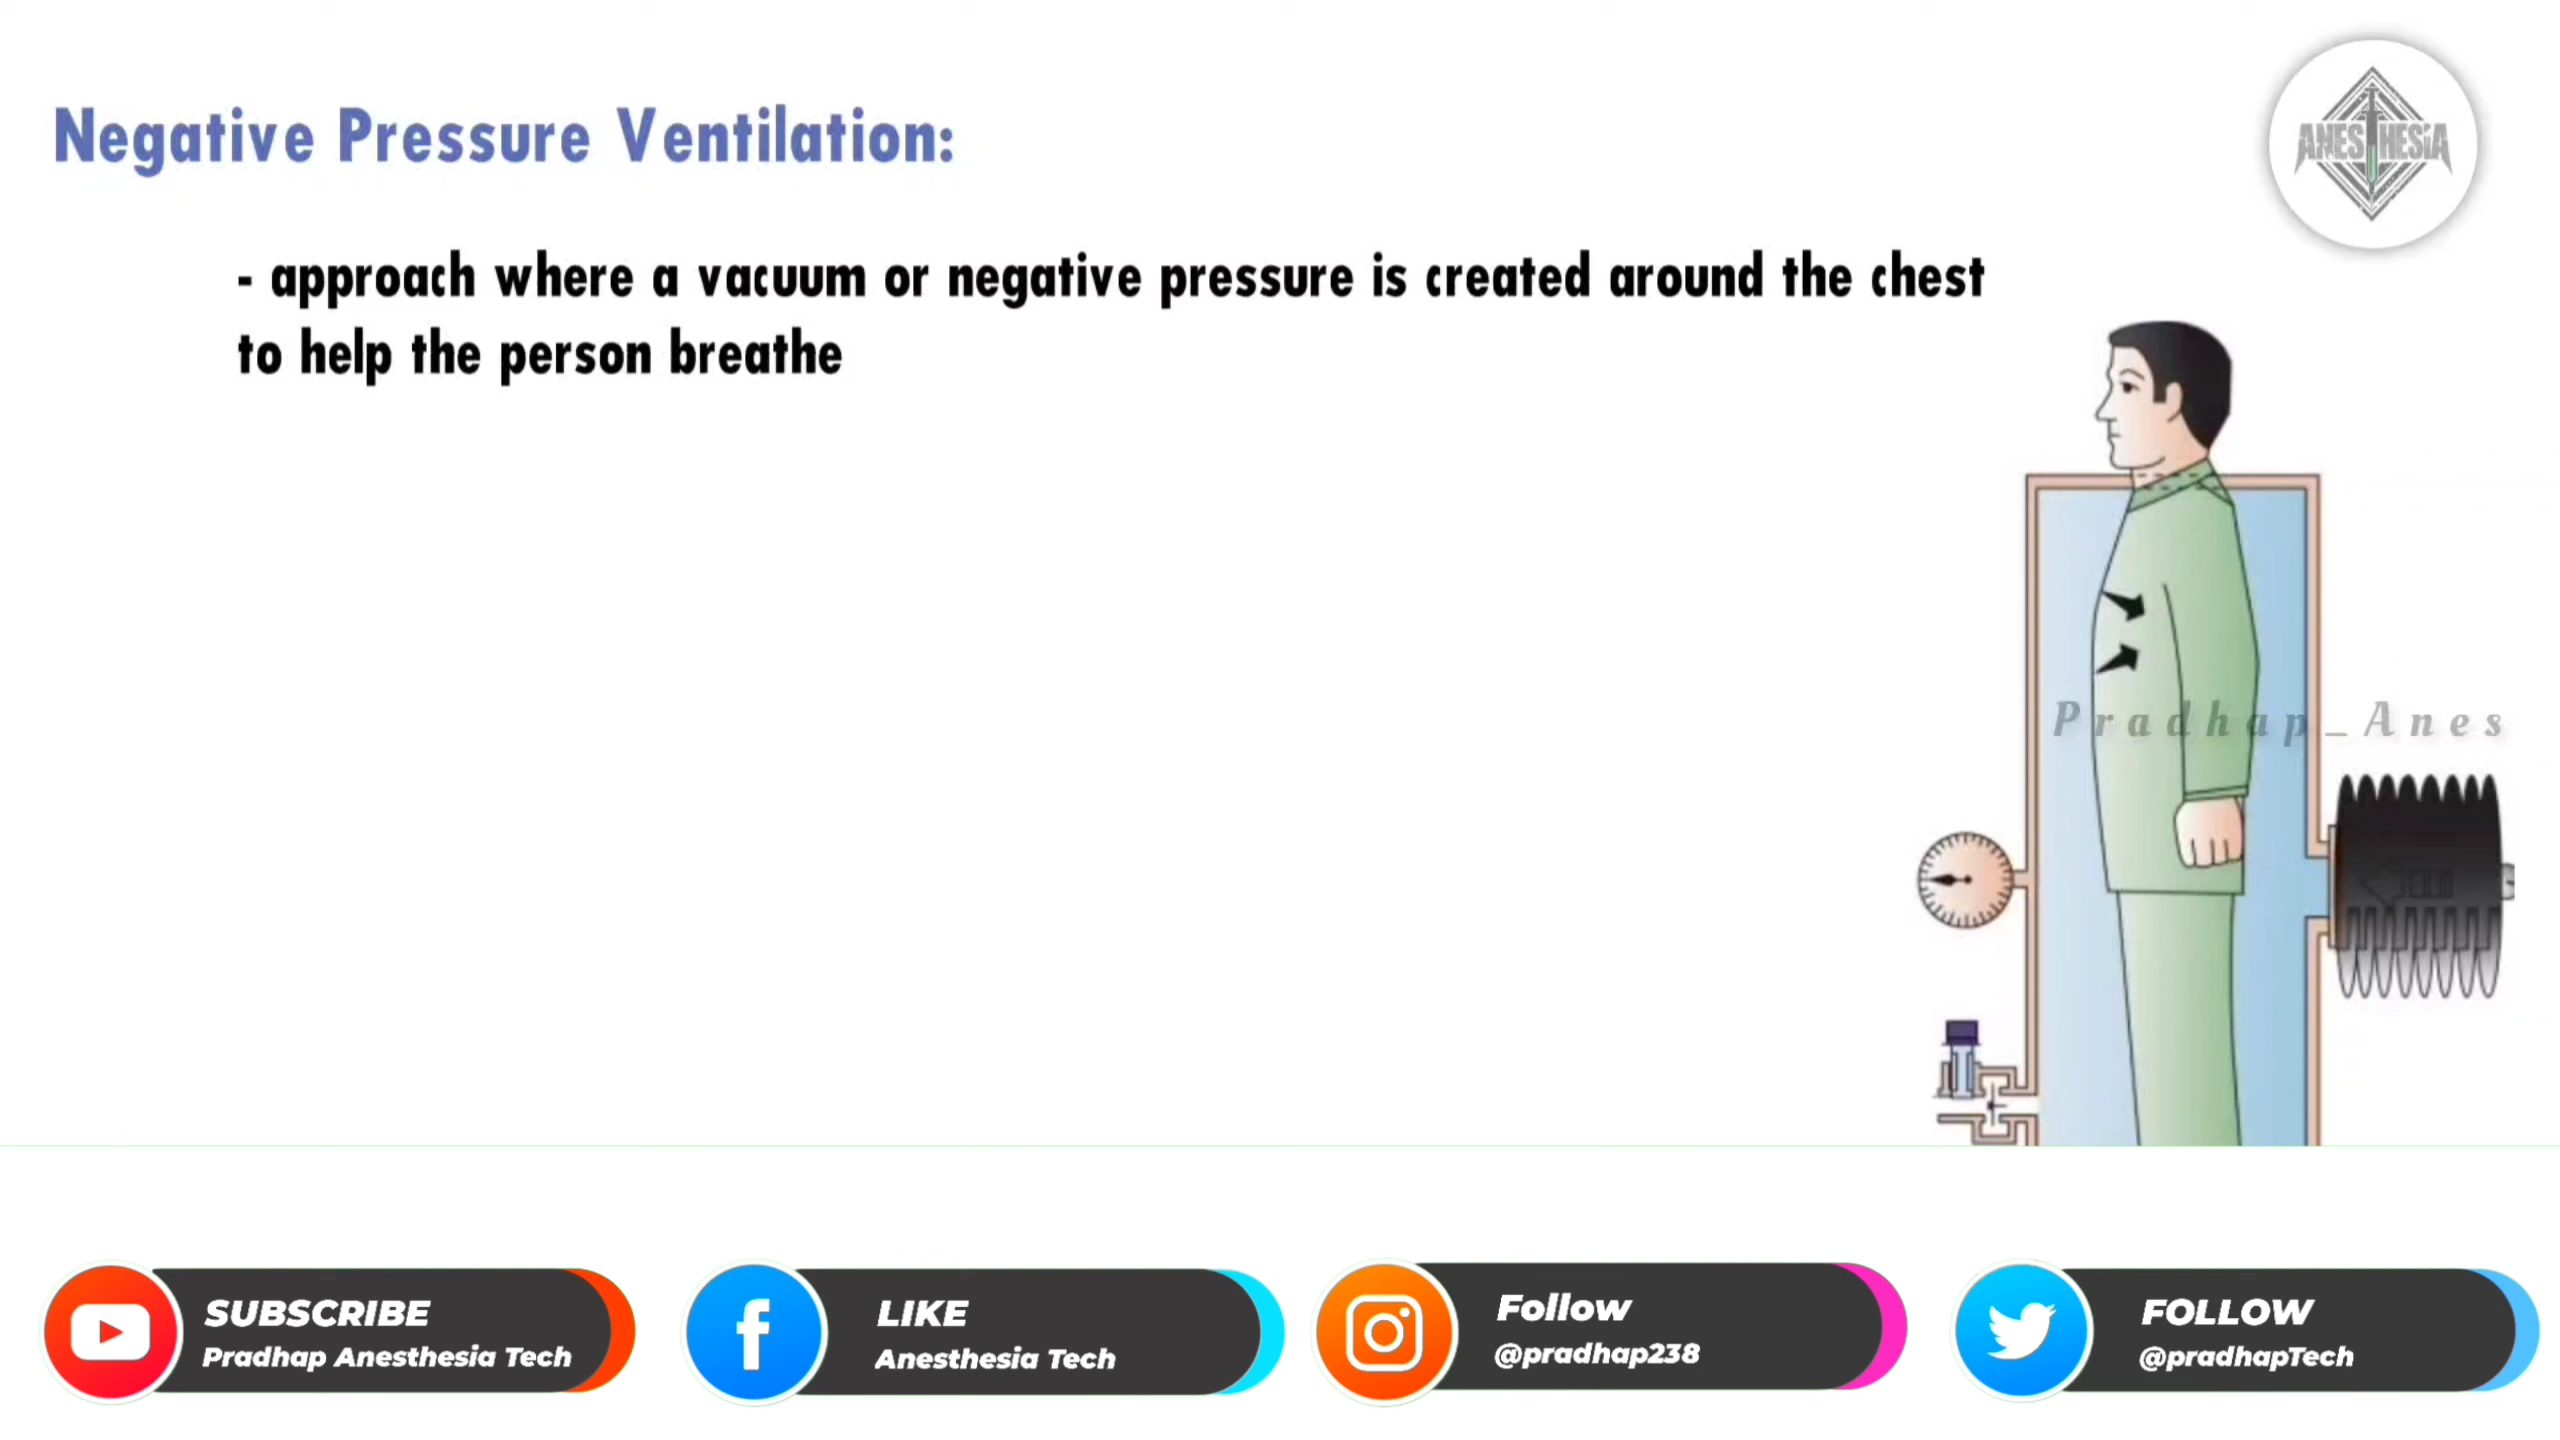 Negative Pressure Ventilation:
ANESTHESiA
- approach where a vacuum or negative pressure is created around the chest
to help the person breathe
Pradhap_Anes
SUBSCRIBE
Pradhap Anesthesia Tech
LIKE
Anesthesia Tech
Follow
@pradhap238
FOLLOW
@pradhapTech